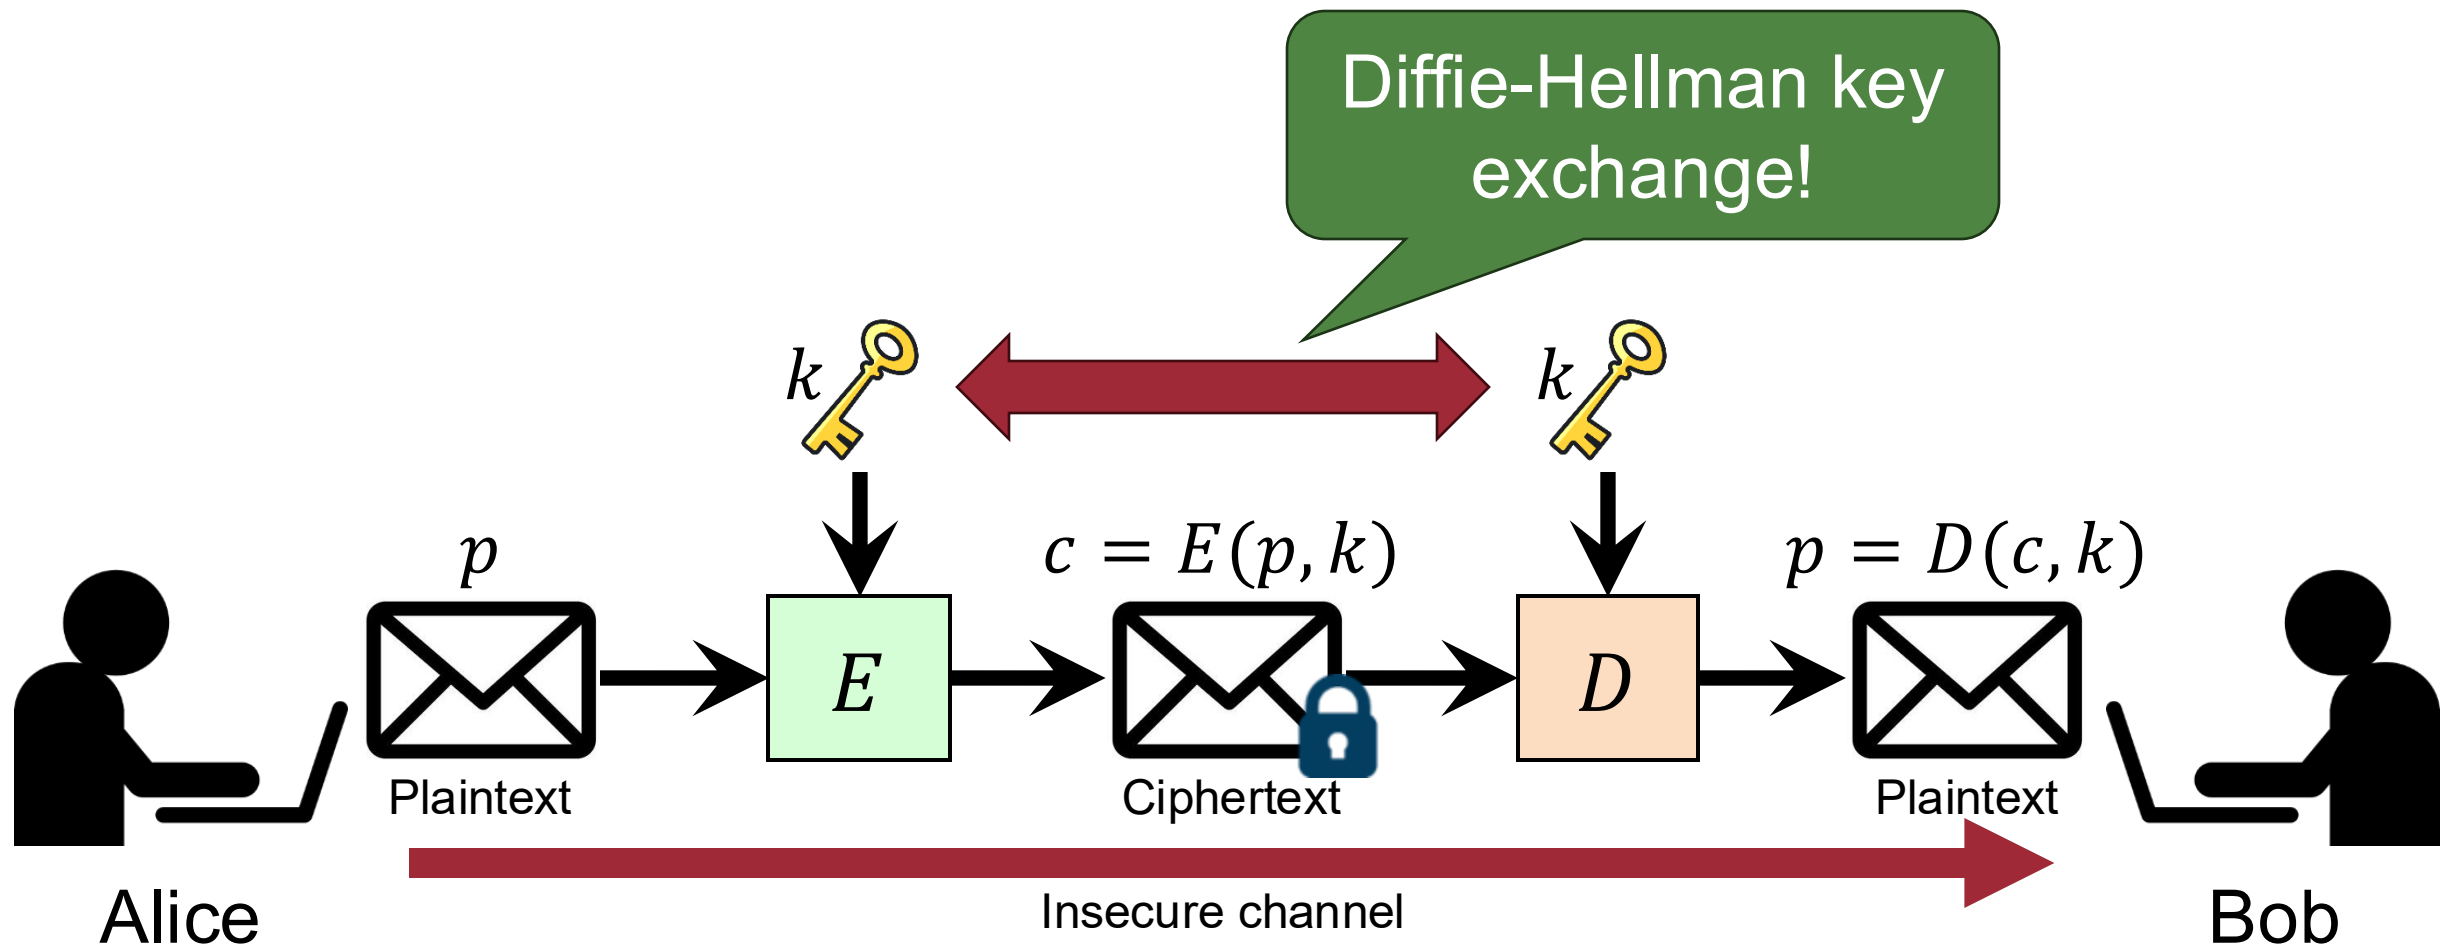 Diffie-Hellman key
exchange!
k
k
p
c = E(p, k)
p = D(c, k)
E
D
Plaintext
Ciphertext
Plaintext
Insecure channel
Alice
Bob